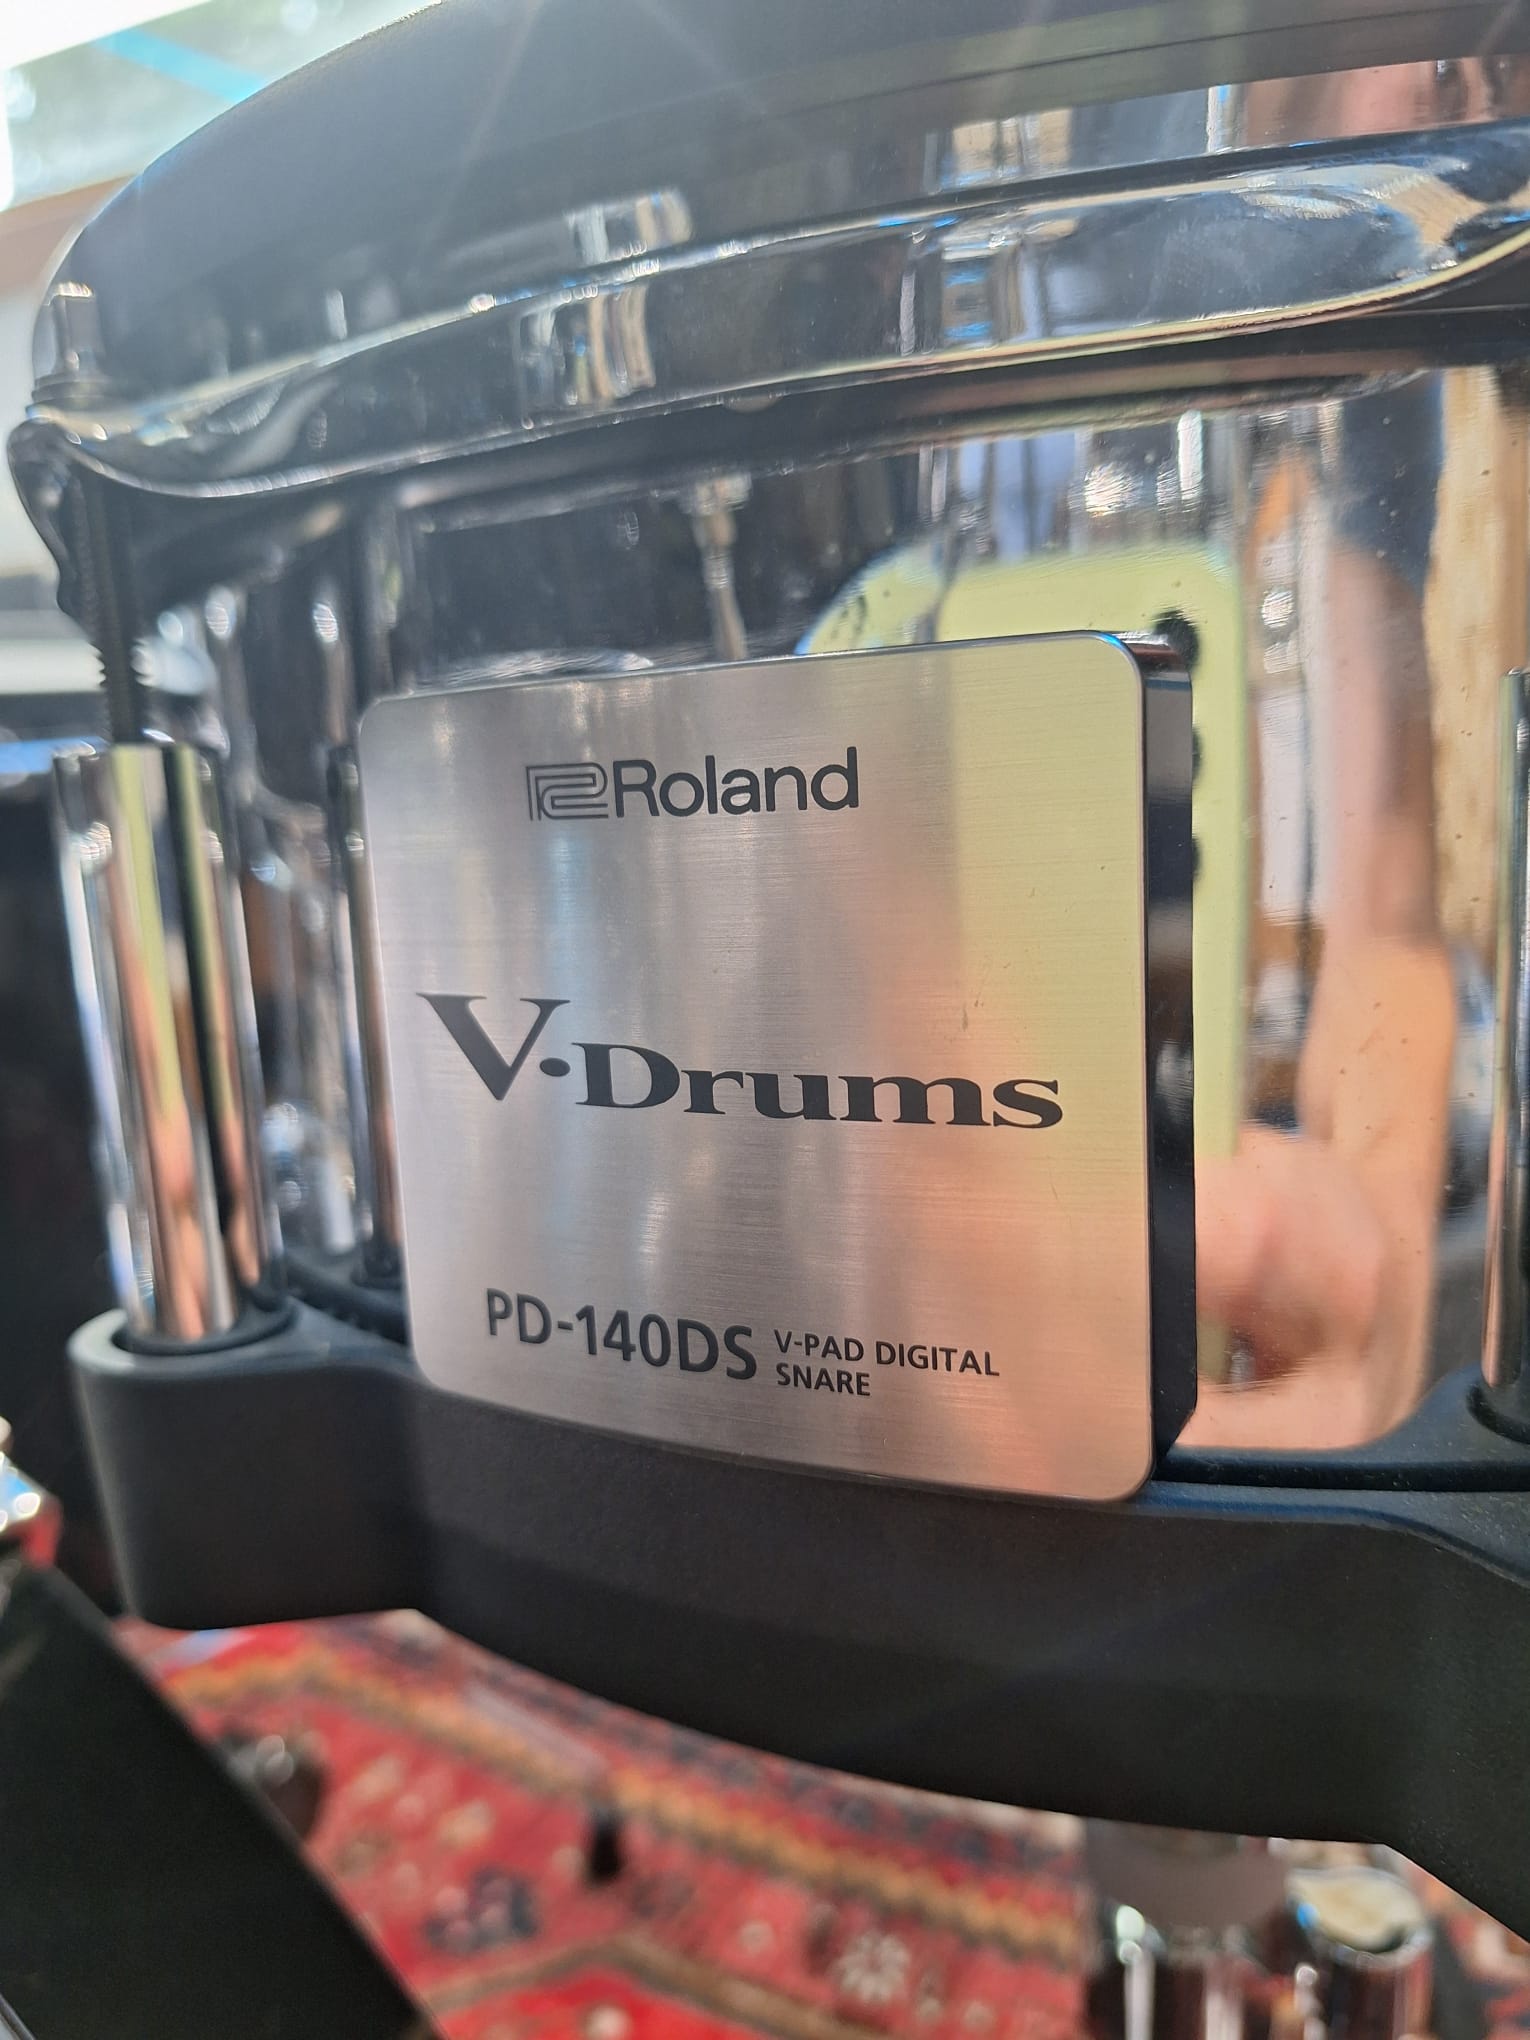 Roland
V-Drums
PD-140DS V-PAD DIGITAL
SNARE